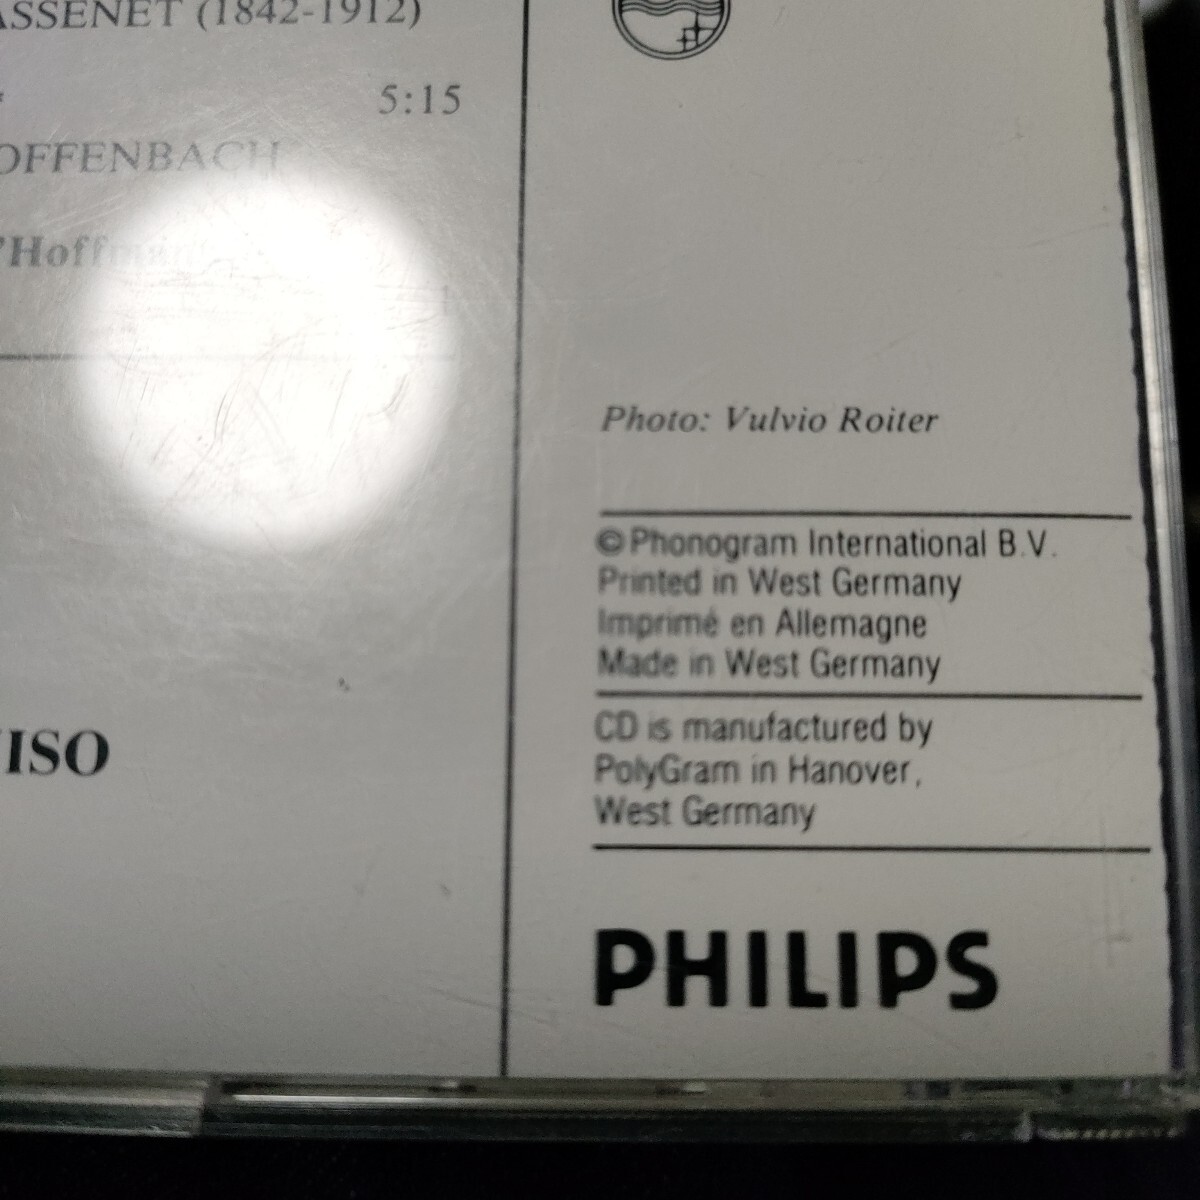 ASSENET (1842-1912)
5:15
OFFENBACH
'Hoffmann
ISO
Photo: Vulvio Roiter
©Phonogram International B.V.
Printed in West Germany
Imprimé en Allemagne
Made in West Germany
CD is manufactured by
PolyGram in Hanover,
West Germany
PHILIPS